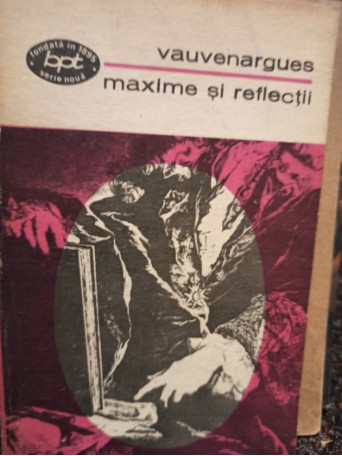 fondată în 1895
bpt
serie nouă
vauvenargues
maxime și reflecții